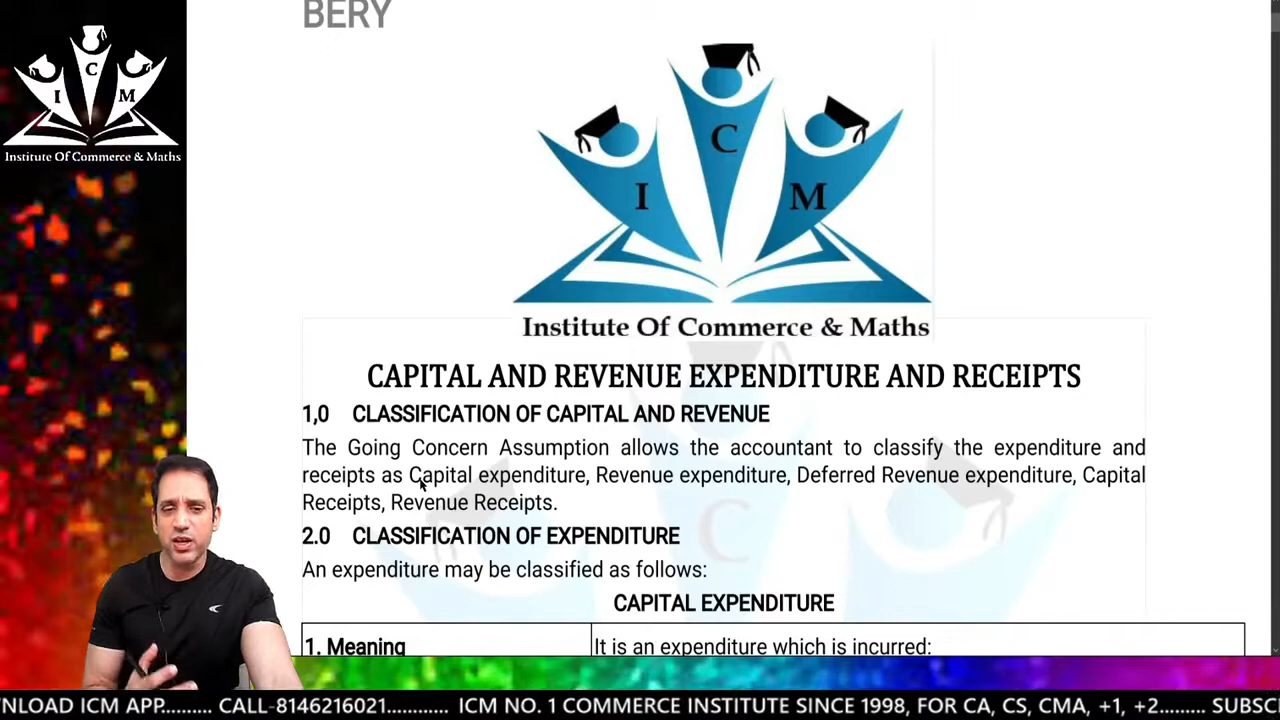 BERY
I C M
Institute Of Commerce & Maths
I C M
Institute Of Commerce & Maths
CAPITAL AND REVENUE EXPENDITURE AND RECEIPTS
1,0 CLASSIFICATION OF CAPITAL AND REVENUE
The Going Concern Assumption allows the accountant to classify the expenditure and
receipts as Capital expenditure, Revenue expenditure, Deferred Revenue expenditure, Capital
Receipts, Revenue Receipts.
2.0 CLASSIFICATION OF EXPENDITURE
An expenditure may be classified as follows:
CAPITAL EXPENDITURE
1. Meaning It is an expenditure which is incurred:
C
NLOAD ICM APP......... CALL-8146216021............ ICM NO. 1 COMMERCE INSTITUTE SINCE 1998, FOR CA, CS, CMA, +1, +2......... SUBSC